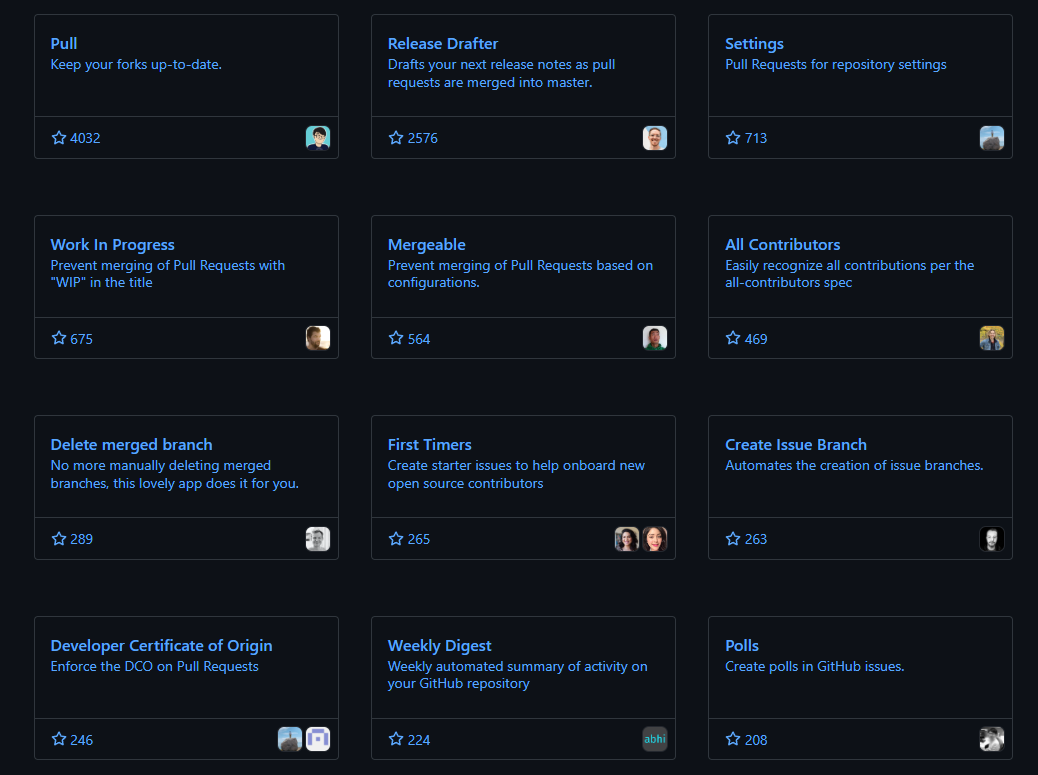 Pull
Keep your forks up-to-date.
4032
Release Drafter
Drafts your next release notes as pull
requests are merged into master.
2576
Settings
Pull Requests for repository settings
713
Work In Progress
Prevent merging of Pull Requests with
"WIP" in the title
675
Mergeable
Prevent merging of Pull Requests based on
configurations.
564
All Contributors
Easily recognize all contributions per the
all-contributors spec
469
Delete merged branch
No more manually deleting merged
branches, this lovely app does it for you.
289
First Timers
Create starter issues to help onboard new
open source contributors
265
Create Issue Branch
Automates the creation of issue branches.
263
Developer Certificate of Origin
Enforce the DCO on Pull Requests
246
Weekly Digest
Weekly automated summary of activity on
your GitHub repository
224
abhi
Polls
Create polls in GitHub issues.
208